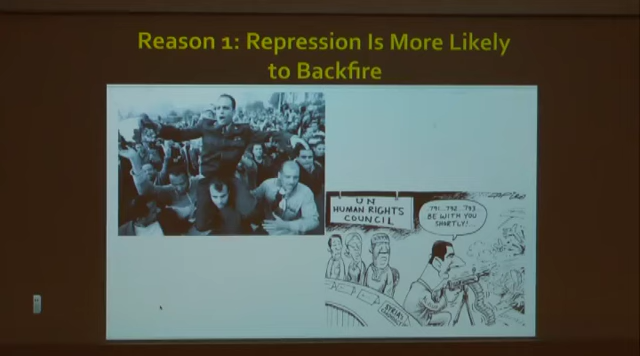 Reason 1: Repression Is More Likely
to Backfire
UN
HUMAN RIGHTS
COUNCIL
791...792...793
BE WITH YOU
SHORTLY!